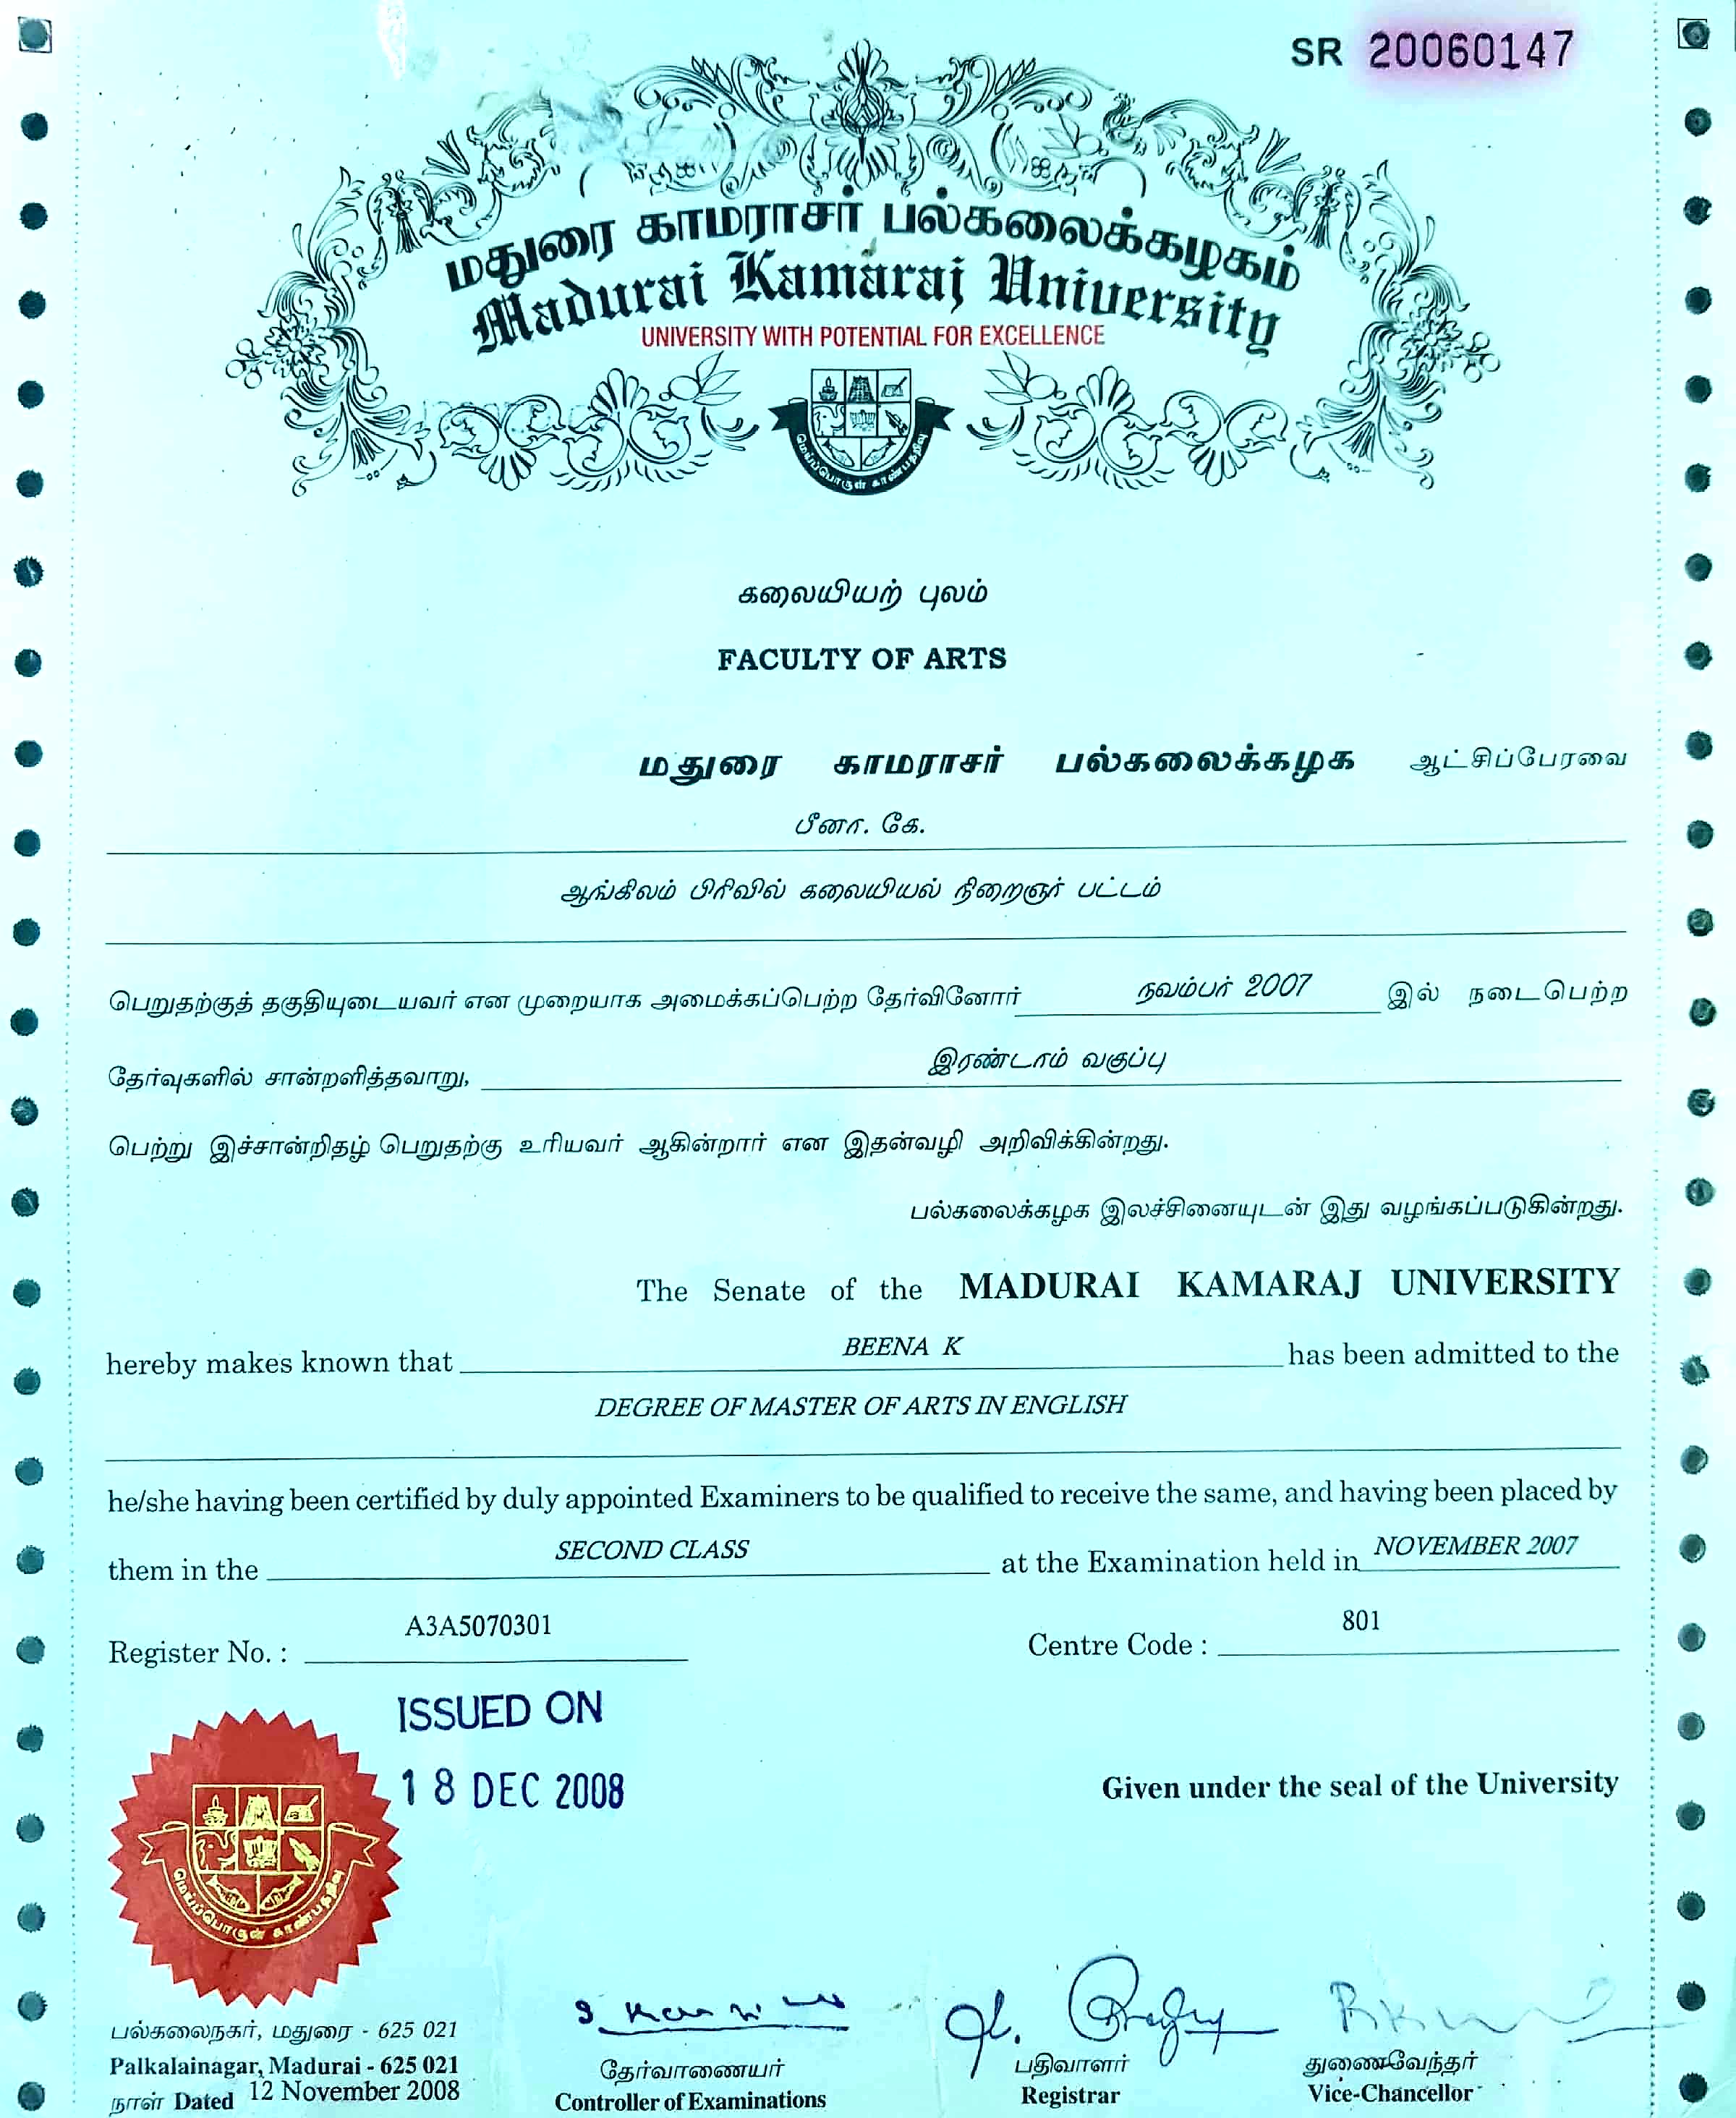 SR 20060147
மதுரை காமராசர் பல்கலைக்கழகம்
Madurai Kamaraj University
UNIVERSITY WITH POTENTIAL FOR EXCELLENCE
கலையியற் புலம்
FACULTY OF ARTS
மதுரை காமராசர் பல்கலைக்கழக ஆட்சிப்பேரவை
பீனா. கே.
ஆங்கிலம் பிரிவில் கலையியல் நிறைஞர் பட்டம்
பெறுதற்குத் தகுதியுடையவர் என முறையாக அமைக்கப்பெற்ற தேர்வினோர் நவம்பர் 2007 இல் நடைபெற்ற
தேர்வுகளில் சான்றளித்தவாறு, இரண்டாம் வகுப்பு
பெற்று இச்சான்றிதழ் பெறுதற்கு உரியவர் ஆகின்றார் என இதன்வழி அறிவிக்கின்றது.
பல்கலைக்கழக இலச்சினையுடன் இது வழங்கப்படுகின்றது.
The Senate of the MADURAI KAMARAJ UNIVERSITY
hereby makes known that BEENA K has been admitted to the
DEGREE OF MASTER OF ARTS IN ENGLISH
he/she having been certified by duly appointed Examiners to be qualified to receive the same, and having been placed by
them in the SECOND CLASS at the Examination held in NOVEMBER 2007
Register No. : A3A5070301 Centre Code : 801
ISSUED ON
18 DEC 2008
Given under the seal of the University
பல்கலைநகர், மதுரை - 625 021
Palkalainagar, Madurai - 625 021
நாள் Dated 12 November 2008
தேர்வாணையர்
Controller of Examinations
பதிவாளர்
Registrar
துணைவேந்தர்
Vice-Chancellor